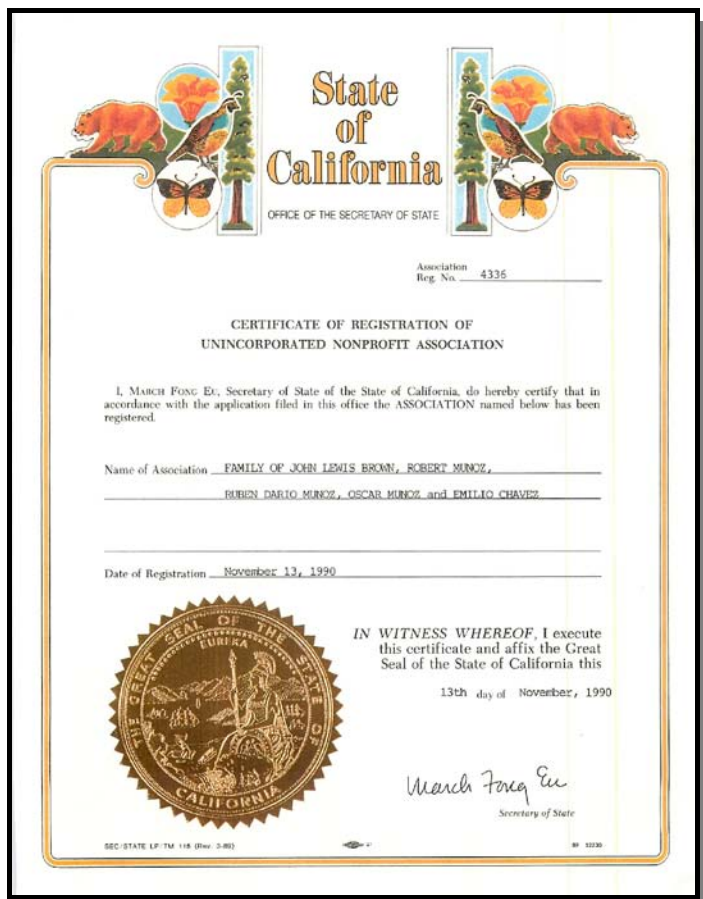 State
of
California
OFFICE OF THE SECRETARY OF STATE
Association
Reg. No. 4336
CERTIFICATE OF REGISTRATION OF
UNINCORPORATED NONPROFIT ASSOCIATION
I, MARCH FONG EU, Secretary of State of the State of California, do hereby certify that in
accordance with the application filed in this office the ASSOCIATION named below has been
registered.
Name of Association FAMILY OF JOHN LEWIS BROWN, ROBERT MUNOZ,
RUBEN DARIO MUNOZ, OSCAR MUNOZ and EMILIO CHAVEZ
Date of Registration November 13, 1990
THE GREAT SEAL OF THE STATE OF CALIFORNIA
EUREKA
IN WITNESS WHEREOF, I execute
this certificate and affix the Great
Seal of the State of California this
13th day of November, 1990
March Fong Eu
Secretary of State
SEC/STATE LP/TM 118 (Rev. 3-89)